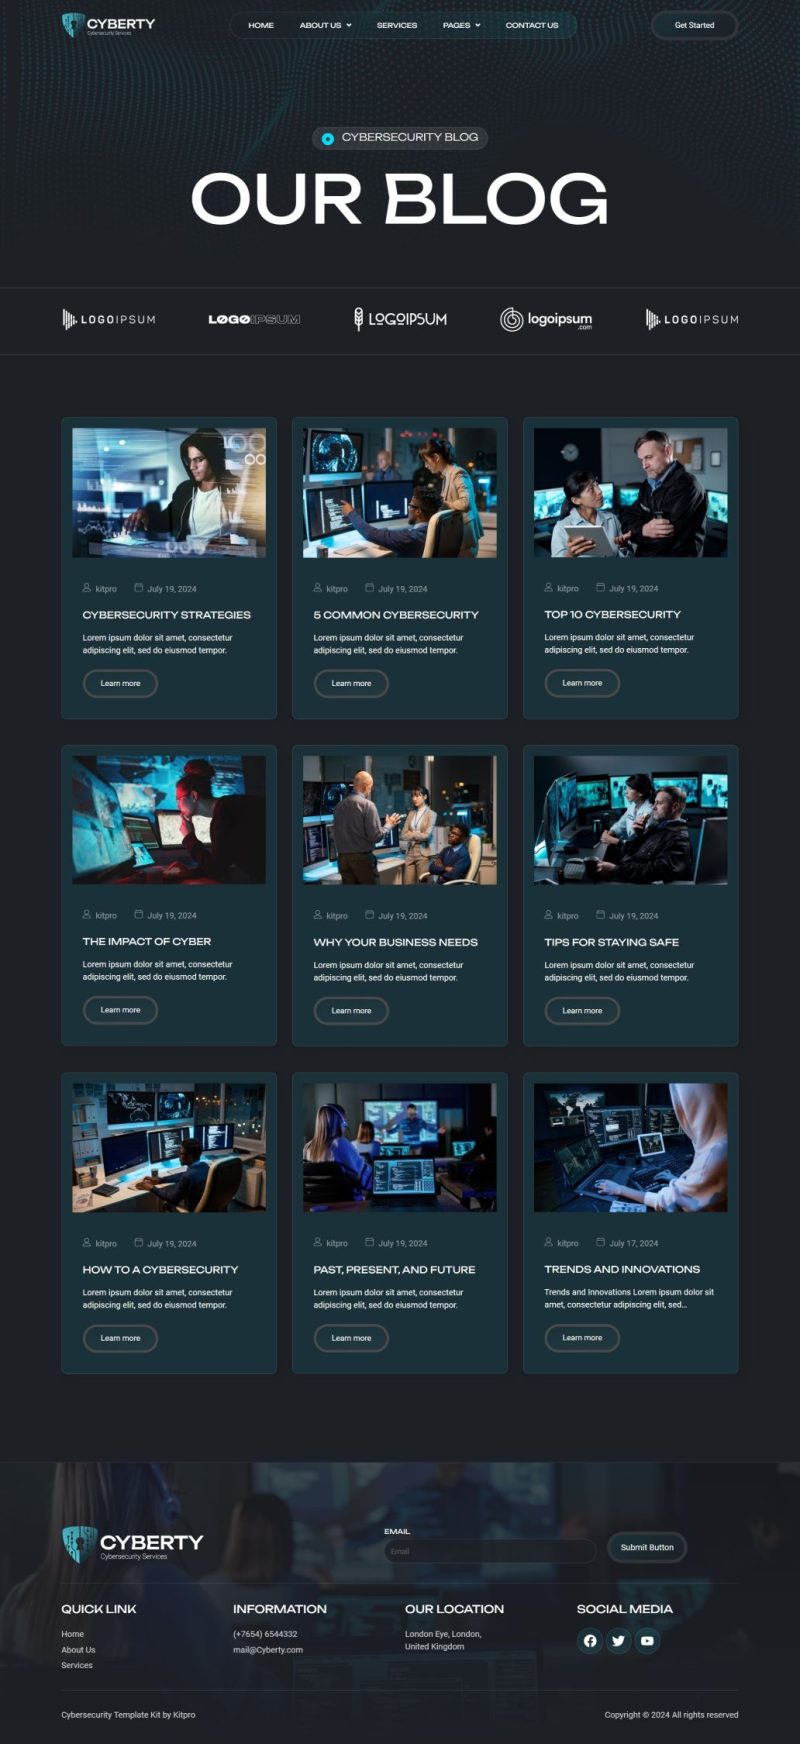 CYBERTY
Cybersecurity Services
HOME
ABOUT US
SERVICES
PAGES
CONTACT US
Get Started
CYBERSECURITY BLOG
OUR BLOG
LOGOIPSUM
LOGOIPSUM
LOGOIPSUM
logoipsum
.com
LOGOIPSUM
kitpro
July 19, 2024
CYBERSECURITY STRATEGIES
Lorem ipsum dolor sit amet, consectetur
adipiscing elit, sed do eiusmod tempor.
Learn more
kitpro
July 19, 2024
5 COMMON CYBERSECURITY
Lorem ipsum dolor sit amet, consectetur
adipiscing elit, sed do eiusmod tempor.
Learn more
kitpro
July 19, 2024
TOP 10 CYBERSECURITY
Lorem ipsum dolor sit amet, consectetur
adipiscing elit, sed do eiusmod tempor.
Learn more
kitpro
July 19, 2024
THE IMPACT OF CYBER
Lorem ipsum dolor sit amet, consectetur
adipiscing elit, sed do eiusmod tempor.
Learn more
kitpro
July 19, 2024
WHY YOUR BUSINESS NEEDS
Lorem ipsum dolor sit amet, consectetur
adipiscing elit, sed do eiusmod tempor.
Learn more
kitpro
July 19, 2024
TIPS FOR STAYING SAFE
Lorem ipsum dolor sit amet, consectetur
adipiscing elit, sed do eiusmod tempor.
Learn more
kitpro
July 19, 2024
HOW TO A CYBERSECURITY
Lorem ipsum dolor sit amet, consectetur
adipiscing elit, sed do eiusmod tempor.
Learn more
kitpro
July 19, 2024
PAST, PRESENT, AND FUTURE
Lorem ipsum dolor sit amet, consectetur
adipiscing elit, sed do eiusmod tempor.
Learn more
kitpro
July 17, 2024
TRENDS AND INNOVATIONS
Trends and Innovations Lorem ipsum dolor sit
amet, consectetur adipiscing elit, sed...
Learn more
CYBERTY
Cybersecurity Services
EMAIL
Email
Submit Button
QUICK LINK
Home
About Us
Services
INFORMATION
(+7654) 6544332
mail@Cyberty.com
OUR LOCATION
London Eye, London,
United Kingdom
SOCIAL MEDIA
Cybersecurity Template Kit by Kitpro
Copyright © 2024 All rights reserved